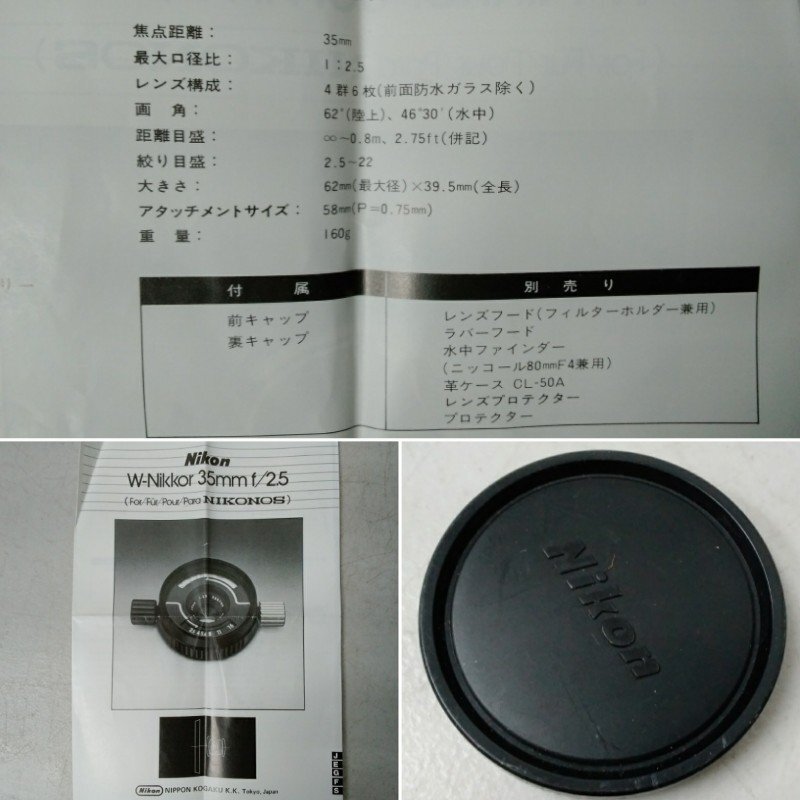 焦点距離： 35mm
最大口径比： 1：2.5
レンズ構成： 4群6枚(前面防水ガラス除く)
画　角： 62°(陸上)、46°30′(水中)
距離目盛： ∞～0.8m、2.75ft(併記)
絞り目盛： 2.5～22
大きさ： 62mm(最大径)×39.5mm(全長)
アタッチメントサイズ： 58mm(P＝0.75mm)
重　量： 160g
付　属
前キャップ
裏キャップ
別売り
レンズフード(フィルターホルダー兼用)
ラバーフード
水中ファインダー
(ニッコール80mmF4兼用)
革ケース CL-50A
レンズプロテクター
プロテクター
Nikon
W-Nikkor 35mm f/2.5
(For/Für/Pour/Para NIKONOS)
J
E
G
F
S
Nikon NIPPON KOGAKU K.K. Tokyo, Japan
Nikon